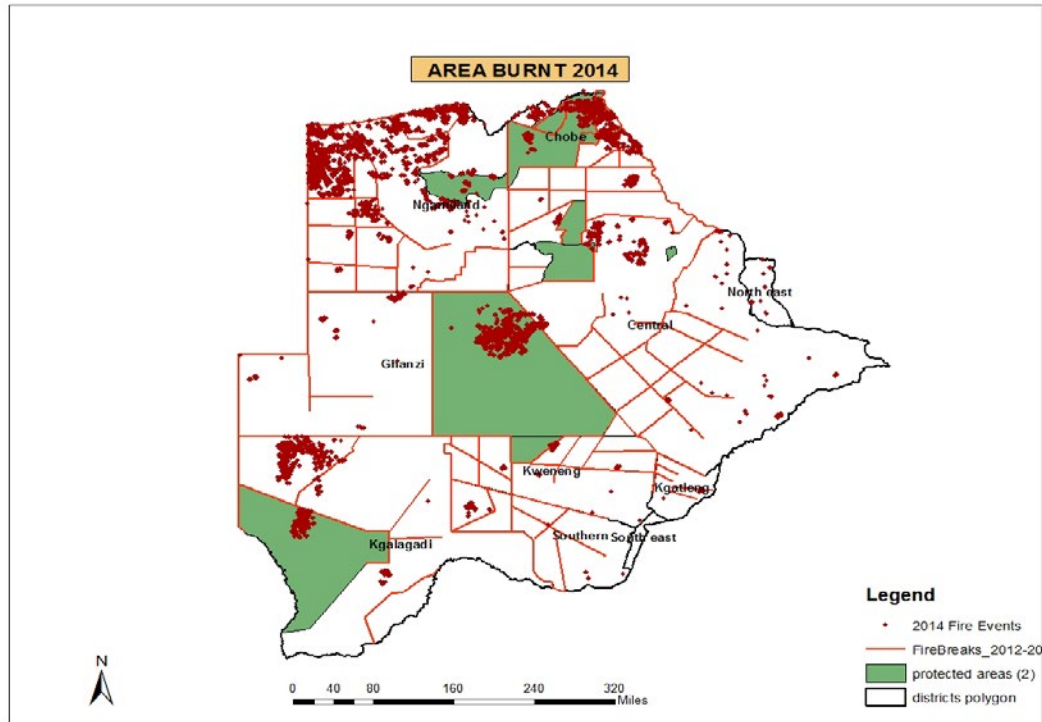 AREA BURNT 2014
Chobe
Ngamiland
North east
Central
Ghanzi
Kweneng
Kgatleng
Southern
South east
Kgalagadi
Legend
2014 Fire Events
FireBreaks_2012-20
protected areas (2)
districts polygon
N
0 40 80 160 240 320
Miles